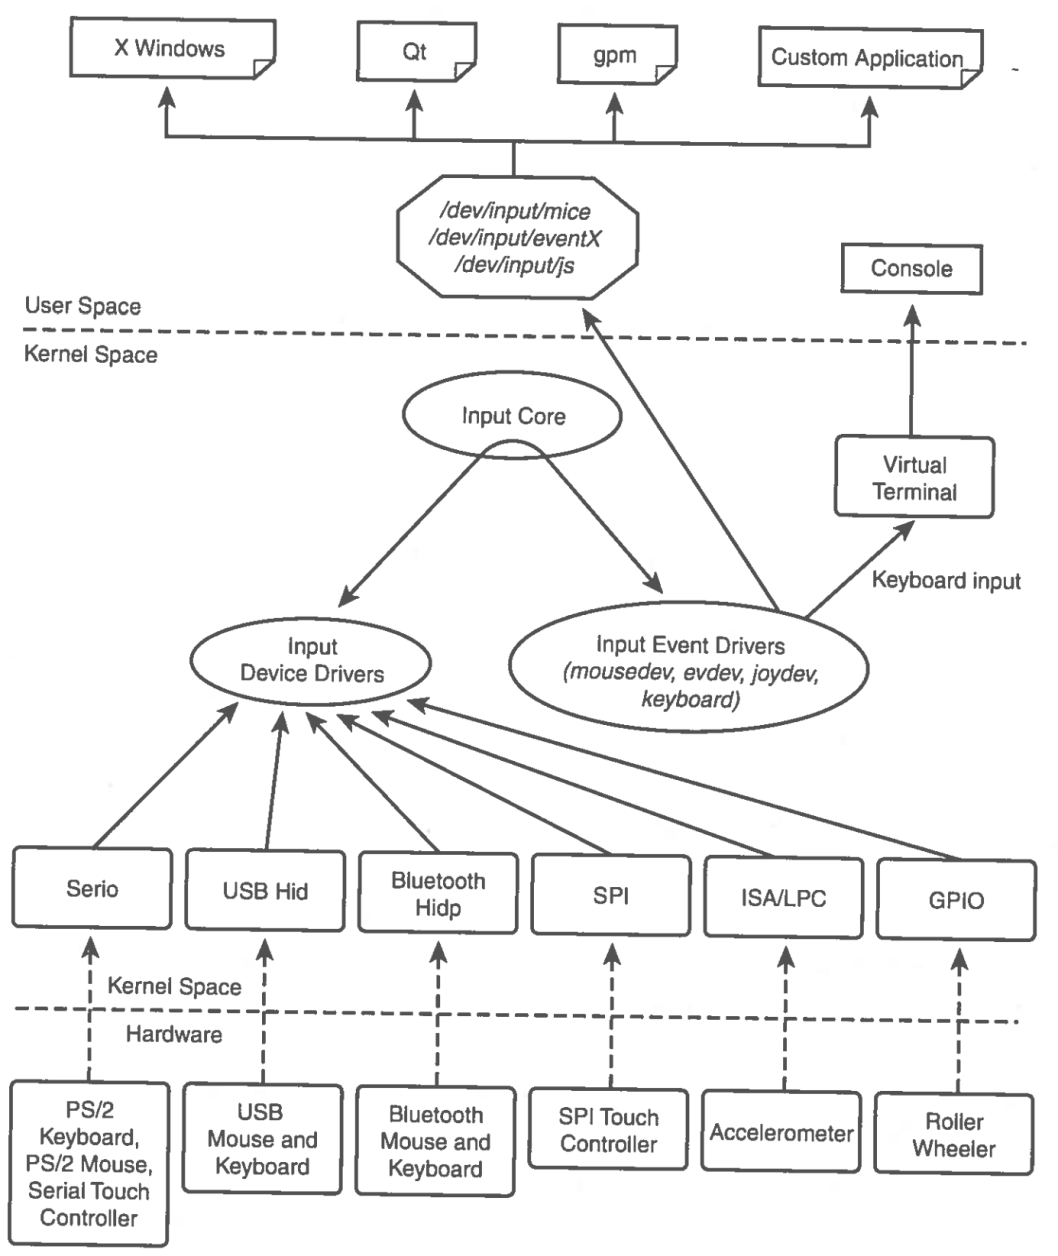 X Windows
Qt
gpm
Custom Application
/dev/input/mice
/dev/input/eventX
/dev/input/js
Console
User Space
Kernel Space
Input Core
Virtual
Terminal
Keyboard input
Input
Device Drivers
Input Event Drivers
(mousedev, evdev, joydev,
keyboard)
Serio
USB Hid
Bluetooth
Hidp
SPI
ISA/LPC
GPIO
Kernel Space
Hardware
PS/2
Keyboard,
PS/2 Mouse,
Serial Touch
Controller
USB
Mouse and
Keyboard
Bluetooth
Mouse and
Keyboard
SPI Touch
Controller
Accelerometer
Roller
Wheeler